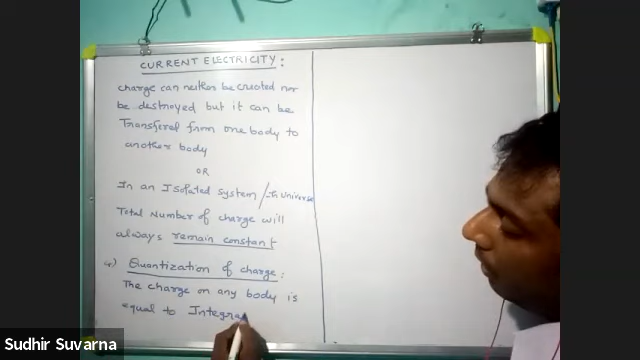 CURRENT ELECTRICITY:
charge can neither be created nor
be destroyed but it can be
Transferred from one body to
another body
OR
In an Isolated system/In universe
Total Number of charge will
always remain constant
4) Quantization of charge:
The charge on any body is
equal to Integra
Sudhir Suvarna